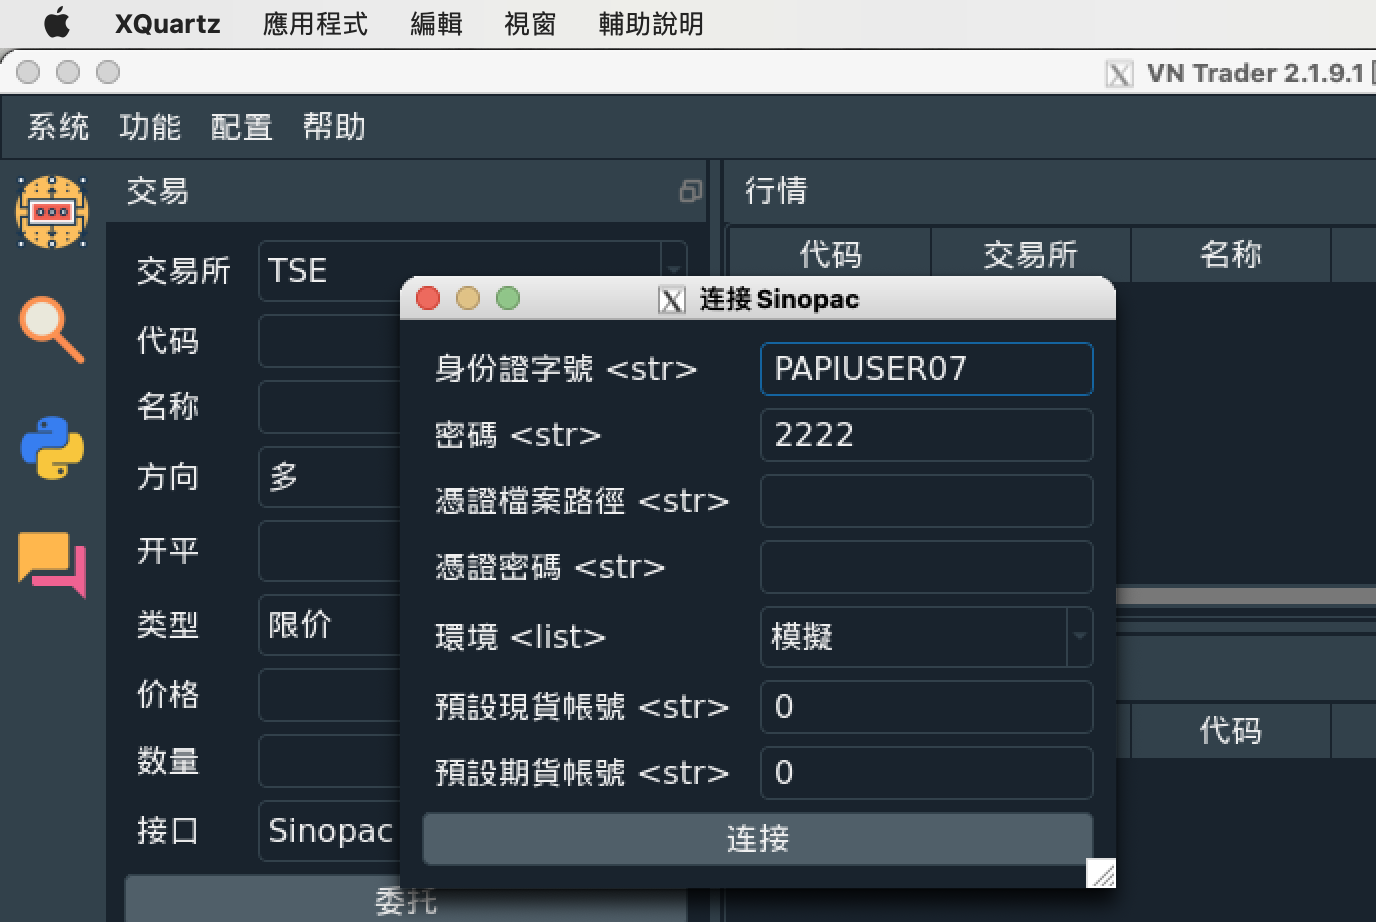 XQuartz 應用程式 編輯 視窗 輔助說明
X VN Trader 2.1.9.1 [
系统 功能 配置 帮助
交易
行情
交易所 TSE
代码 交易所 名称
X 连接 Sinopac
身份證字號 <str> PAPIUSER07
密碼 <str> 2222
憑證檔案路徑 <str>
憑證密碼 <str>
環境 <list> 模擬
預設現貨帳號 <str> 0
預設期貨帳號 <str> 0
连接
代码
名称
方向 多
开平
类型 限价
价格
数量
接口 Sinopac
委托
代码